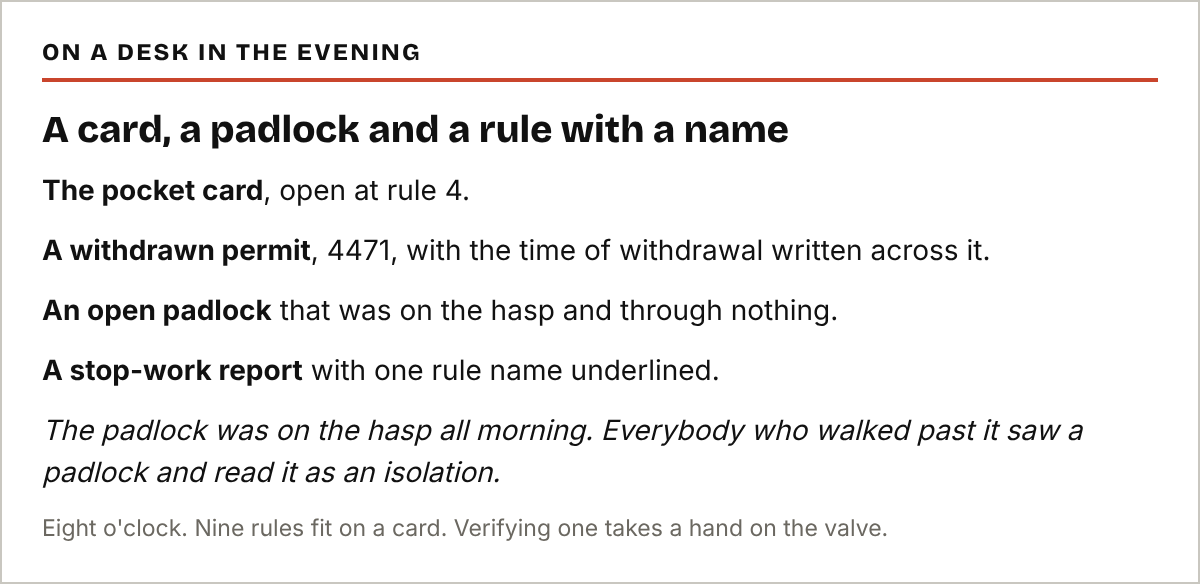 ON A DESK IN THE EVENING
A card, a padlock and a rule with a name
The pocket card, open at rule 4.
A withdrawn permit, 4471, with the time of withdrawal written across it.
An open padlock that was on the hasp and through nothing.
A stop-work report with one rule name underlined.
The padlock was on the hasp all morning. Everybody who walked past it saw a
padlock and read it as an isolation.
Eight o'clock. Nine rules fit on a card. Verifying one takes a hand on the valve.